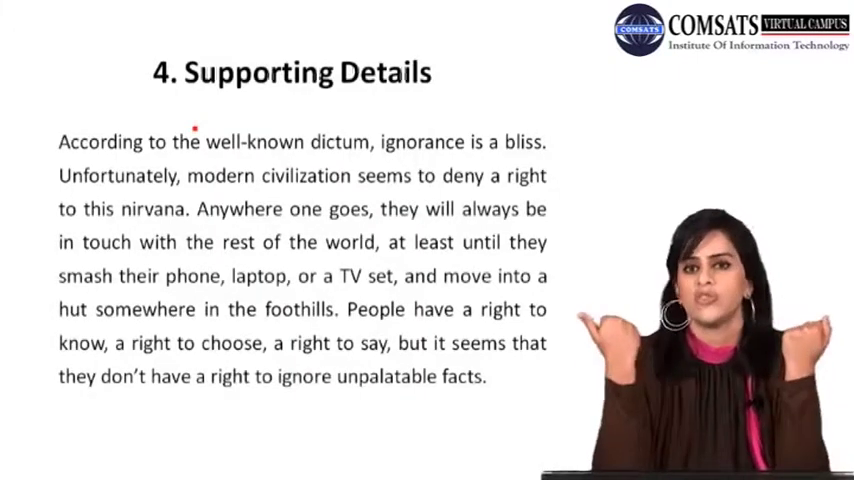 COMSATS VIRTUAL CAMPUS
COMSATS
Institute Of Information Technology
4. Supporting Details
According to the well-known dictum, ignorance is a bliss.
Unfortunately, modern civilization seems to deny a right
to this nirvana. Anywhere one goes, they will always be
in touch with the rest of the world, at least until they
smash their phone, laptop, or a TV set, and move into a
hut somewhere in the foothills. People have a right to
know, a right to choose, a right to say, but it seems that
they don't have a right to ignore unpalatable facts.